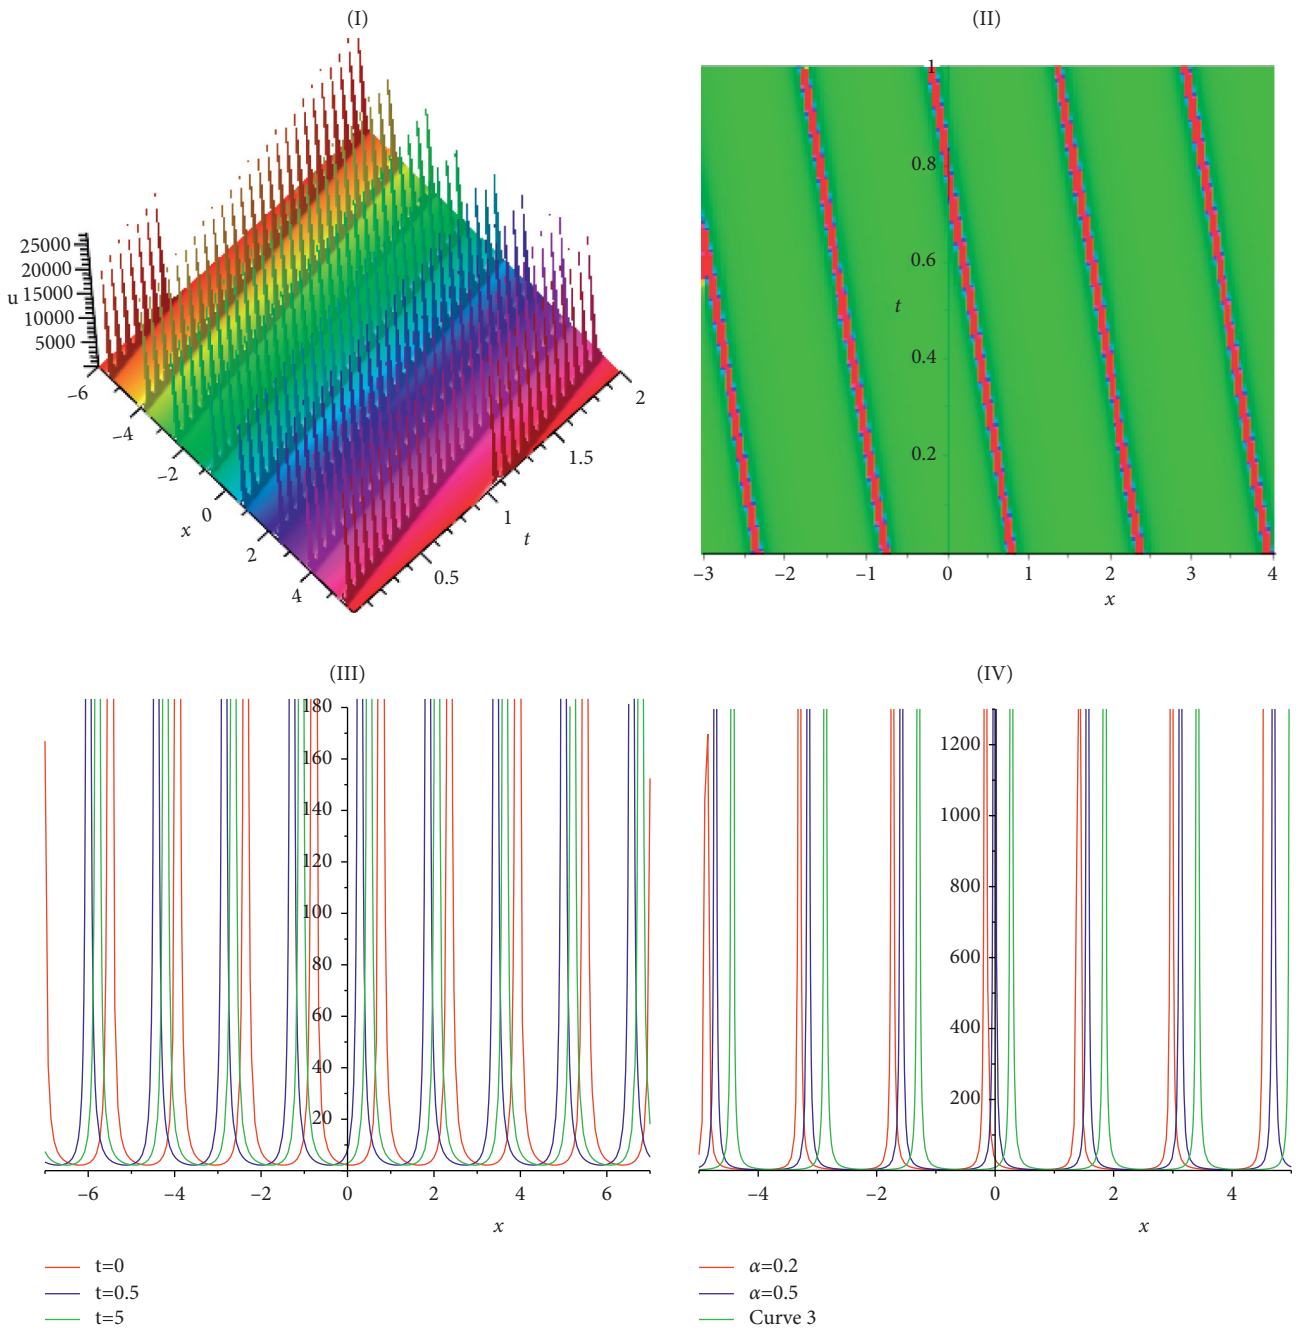 (I)
25000
20000
u 15000
10000
5000
–6
–4
–2
x 0
2
4
0.5
1
t
1.5
2
(II)
1
0.8
0.6
t
0.4
0.2
–3 –2 –1 0 1 2 3 4
x
(III)
180
160
140
120
100
80
60
40
20
–6 –4 –2 0 2 4 6
x
t=0
t=0.5
t=5
(IV)
1200
1000
800
600
400
200
–4 –2 0 2 4
x
α=0.2
α=0.5
Curve 3